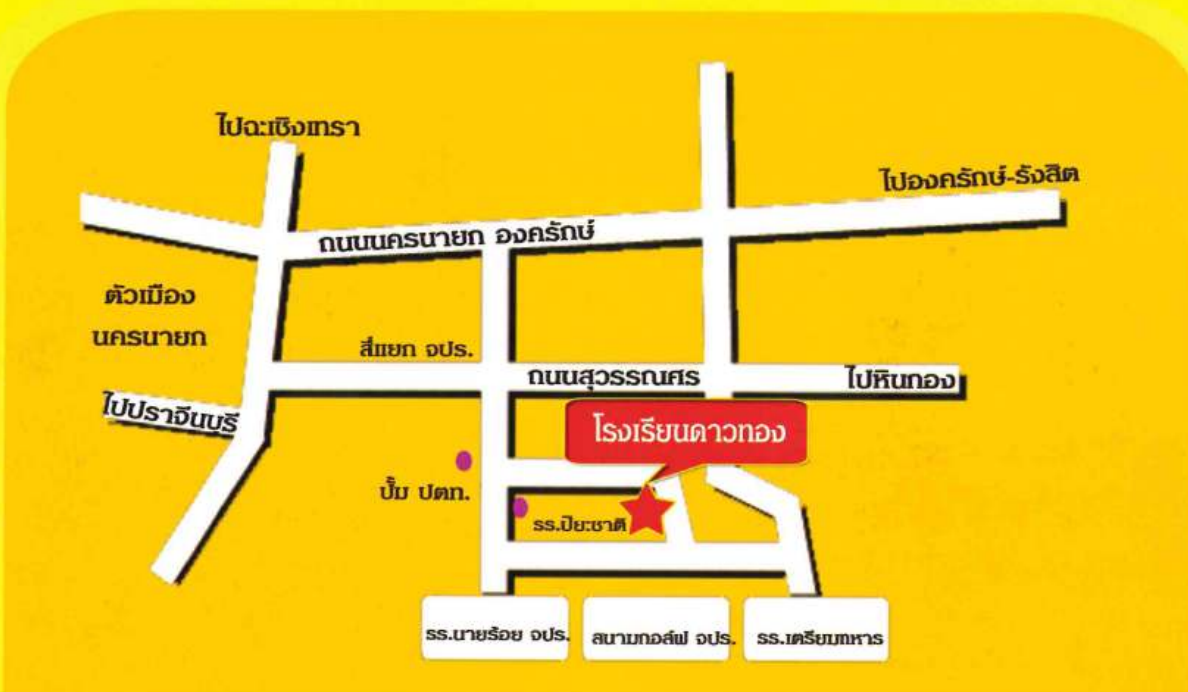 ไปฉะเชิงเทรา
ไปองครักษ์-รังสิต
ถนนนครนายก องครักษ์
ตัวเมือง
นครนายก
สี่แยก จปร.
ถนนสุวรรณศร
ไปหินกอง
ไปปราจีนบุรี
โรงเรียนดาวทอง
ปั๊ม ปตท.
รร.ปิยะชาติ
รร.นายร้อย จปร.
สนามกอล์ฟ จปร.
รร.เตรียมทหาร